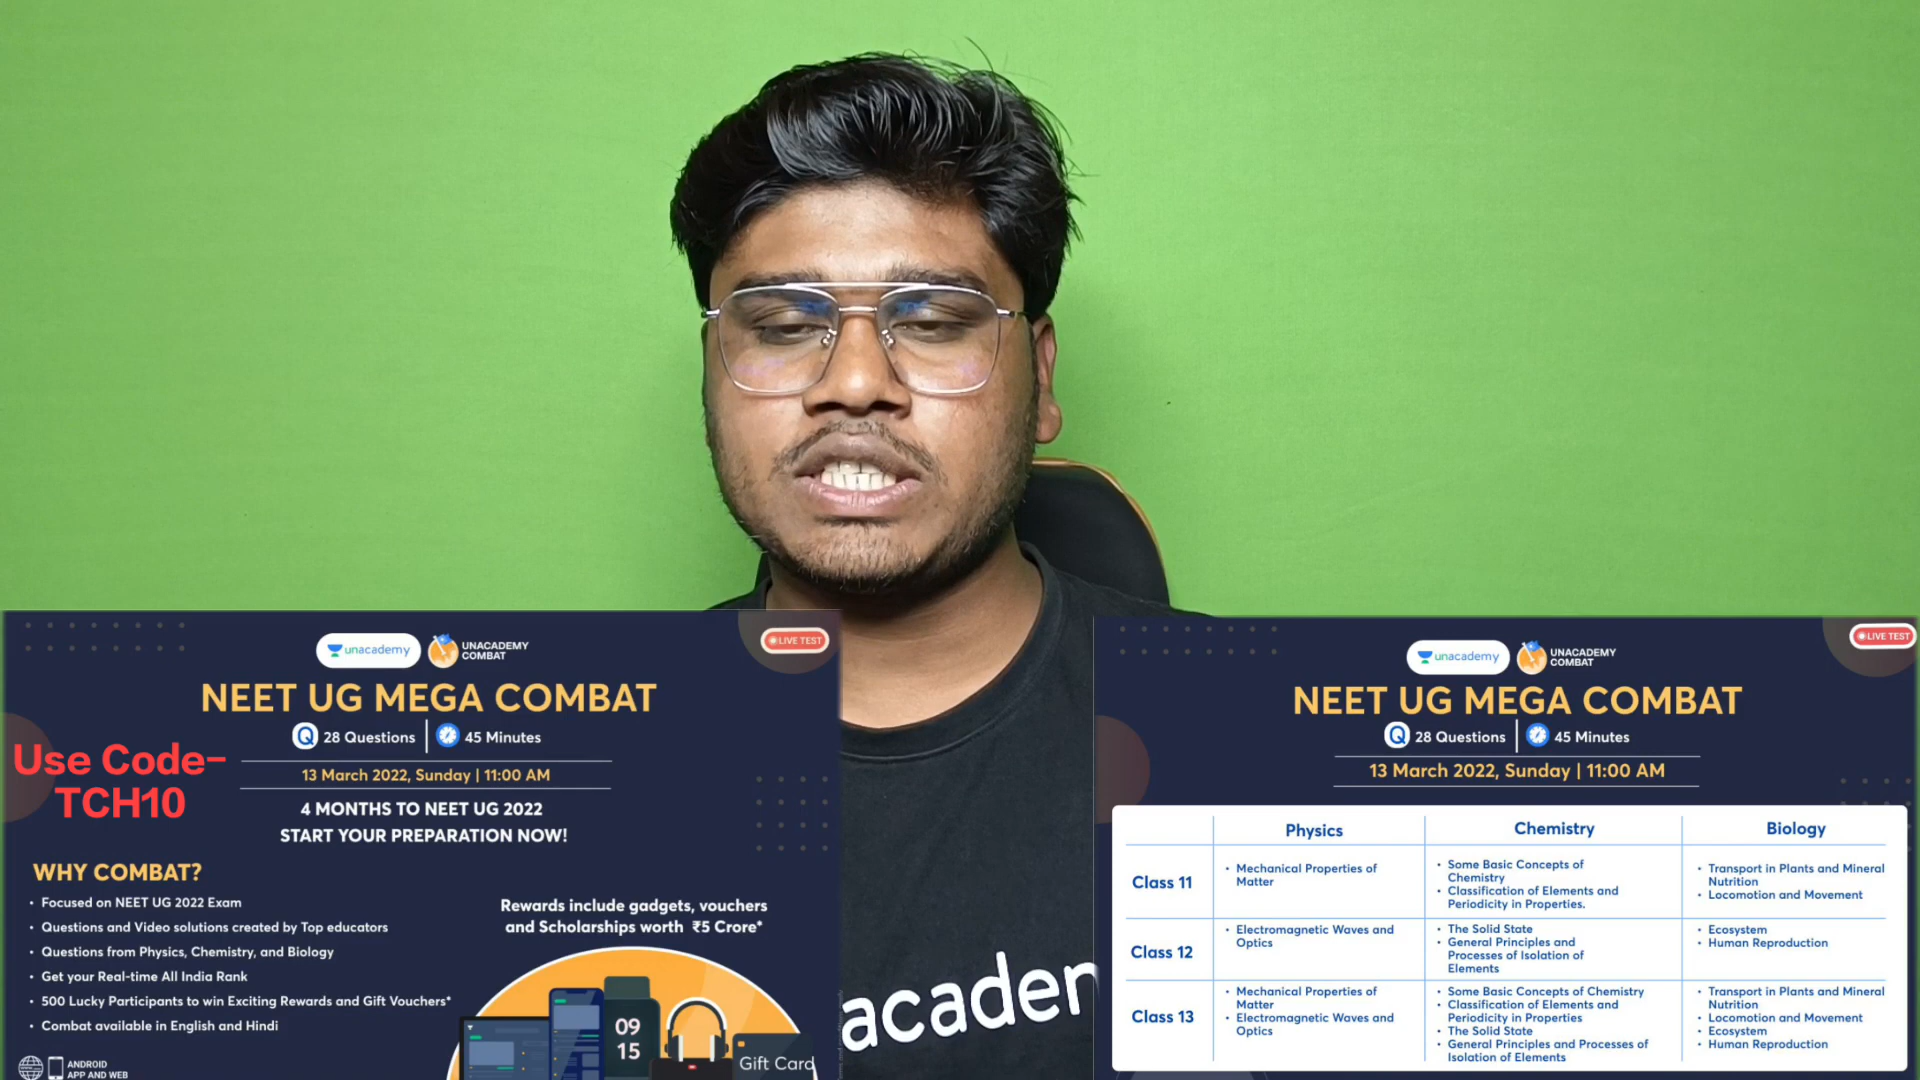 unacademy
UNACADEMY
COMBAT
LIVE TEST
NEET UG MEGA COMBAT
28 Questions
45 Minutes
Use Code-
TCH10
13 March 2022, Sunday | 11:00 AM
4 MONTHS TO NEET UG 2022
START YOUR PREPARATION NOW!
WHY COMBAT?
• Focused on NEET UG 2022 Exam
• Questions and Video solutions created by Top educators
• Questions from Physics, Chemistry, and Biology
• Get your Real-time All India Rank
• 500 Lucky Participants to win Exciting Rewards and Gift Vouchers*
• Combat available in English and Hindi
ANDROID
APP AND WEB
Rewards include gadgets, vouchers
and Scholarships worth ₹5 Crore*
09
15
Gift Card
acaden
unacademy
UNACADEMY
COMBAT
LIVE TEST
NEET UG MEGA COMBAT
28 Questions
45 Minutes
13 March 2022, Sunday | 11:00 AM
Physics
Chemistry
Biology
Class 11
• Mechanical Properties of
Matter
• Some Basic Concepts of
Chemistry
• Classification of Elements and
Periodicity in Properties.
• Transport in Plants and Mineral
Nutrition
• Locomotion and Movement
Class 12
• Electromagnetic Waves and
Optics
• The Solid State
• General Principles and
Processes of Isolation of
Elements
• Ecosystem
• Human Reproduction
Class 13
• Mechanical Properties of
Matter
• Electromagnetic Waves and
Optics
• Some Basic Concepts of Chemistry
• Classification of Elements and
Periodicity in Properties
• The Solid State
• General Principles and Processes of
Isolation of Elements
• Transport in Plants and Mineral
Nutrition
• Locomotion and Movement
• Ecosystem
• Human Reproduction